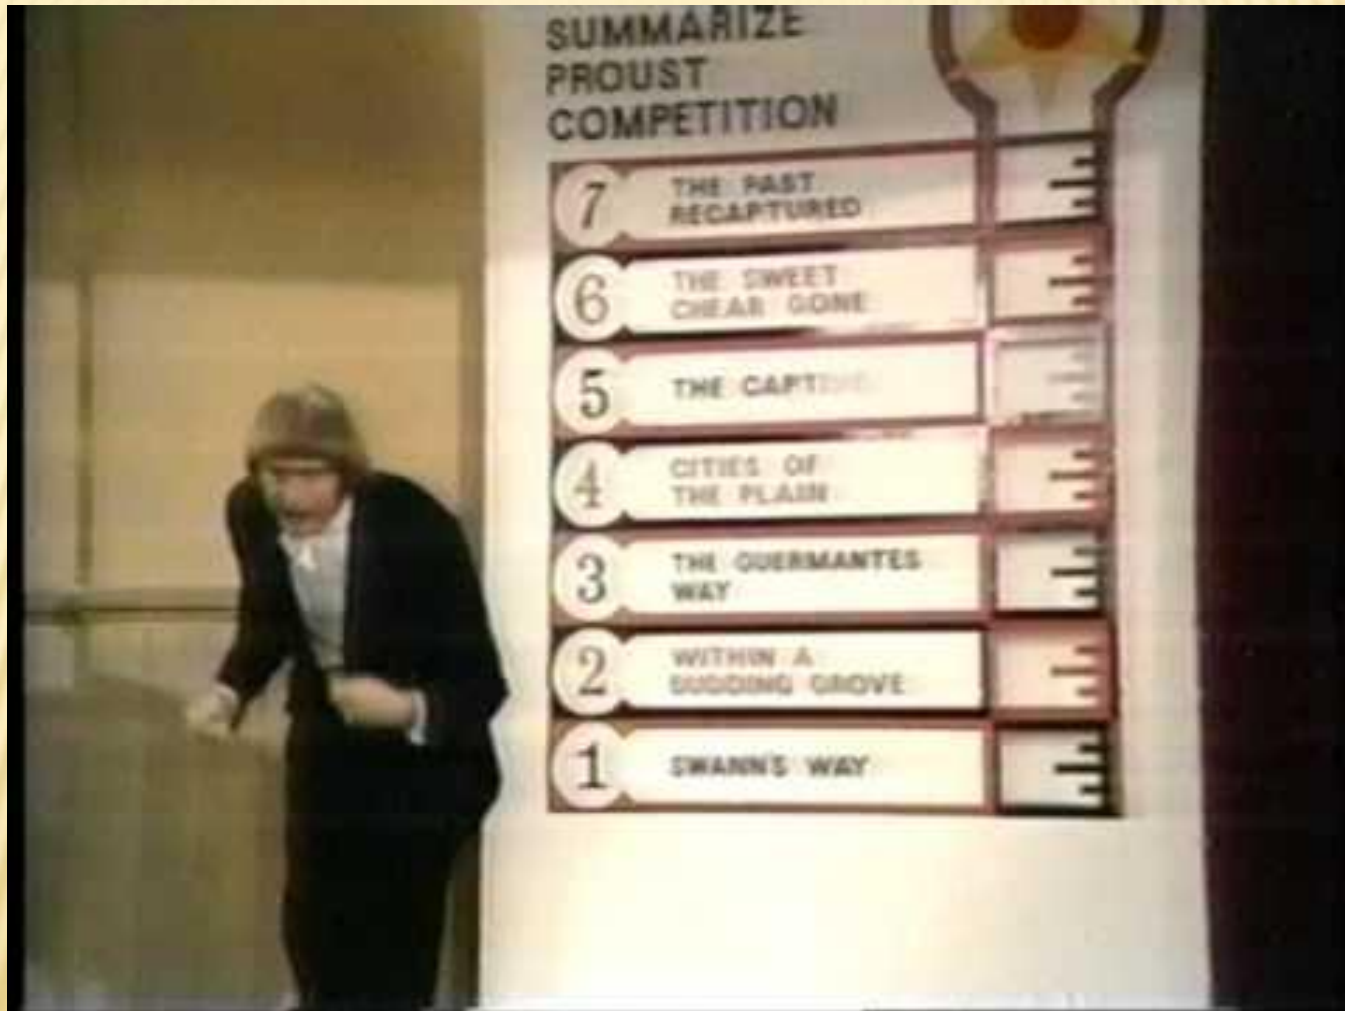 SUMMARIZE
PROUST
COMPETITION
7 THE PAST
RECAPTURED
6 THE SWEET
CHEAT GONE
5 THE CAPTIVE
4 CITIES OF
THE PLAIN
3 THE GUERMANTES
WAY
2 WITHIN A
BUDDING GROVE
1 SWANN'S WAY